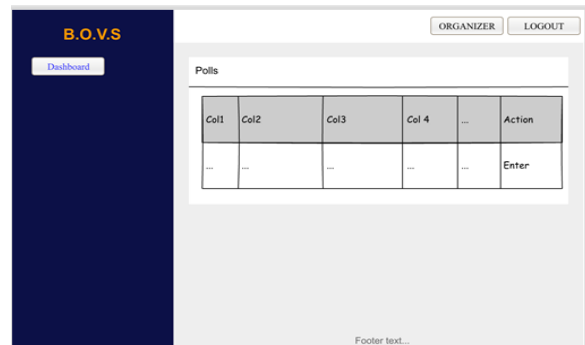 B.O.V.S
ORGANIZER LOGOUT
Dashboard
Polls
Col1 Col2 Col3 Col 4 ... Action
... ... ... ... ... Enter
Footer text...